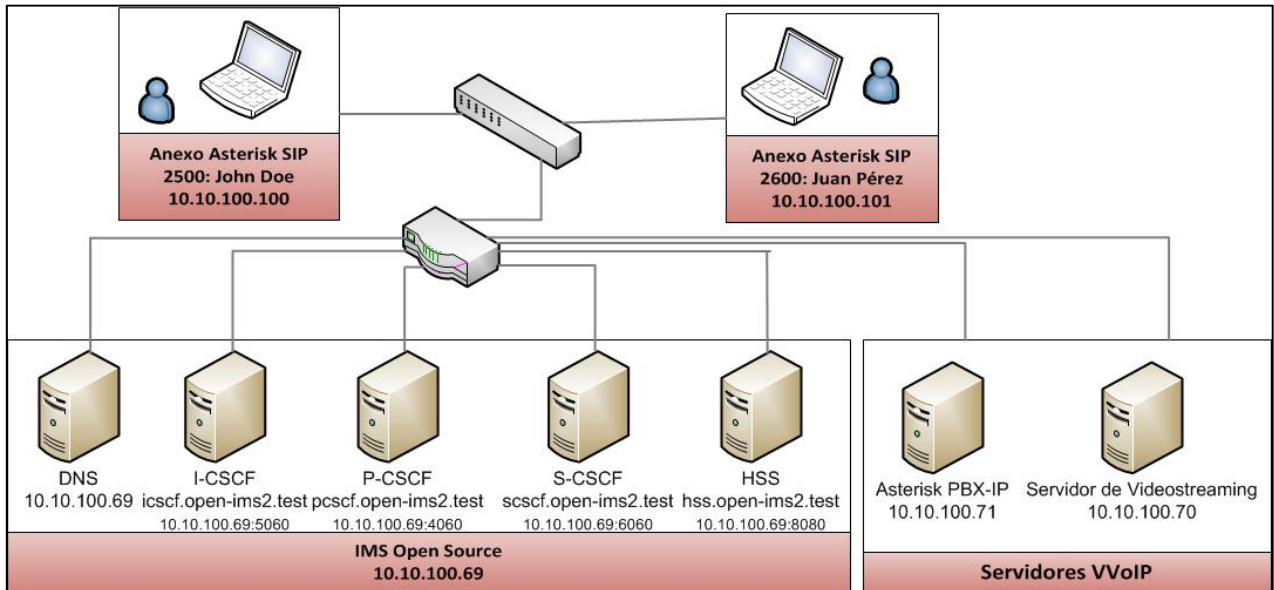 Anexo Asterisk SIP
2500: John Doe
10.10.100.100
Anexo Asterisk SIP
2600: Juan Pérez
10.10.100.101
DNS
10.10.100.69
I-CSCF
icscf.open-ims2.test
10.10.100.69:5060
P-CSCF
pcscf.open-ims2.test
10.10.100.69:4060
S-CSCF
scscf.open-ims2.test
10.10.100.69:6060
HSS
hss.open-ims2.test
10.10.100.69:8080
IMS Open Source
10.10.100.69
Asterisk PBX-IP
10.10.100.71
Servidor de Videostreaming
10.10.100.70
Servidores VVoIP